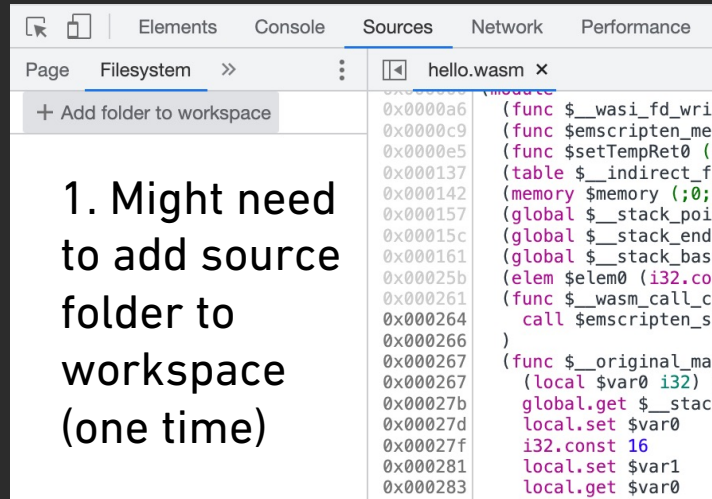 Elements Console Sources Network Performance
Page Filesystem »
hello.wasm ×
+ Add folder to workspace
1. Might need
to add source
folder to
workspace
(one time)
0x0000a6 (func $__wasi_fd_wri
0x0000c9 (func $emscripten_me
0x0000e5 (func $setTempRet0 (
0x000137 (table $__indirect_f
0x000142 (memory $memory (;0;
0x000157 (global $__stack_poi
0x00015c (global $__stack_end
0x000161 (global $__stack_bas
0x00025b (elem $elem0 (i32.co
0x000261 (func $__wasm_call_c
0x000264 call $emscripten_s
0x000266 )
0x000267 (func $__original_ma
0x000267 (local $var0 i32)
0x00027b global.get $__stac
0x00027d local.set $var0
0x00027f i32.const 16
0x000281 local.set $var1
0x000283 local.get $var0